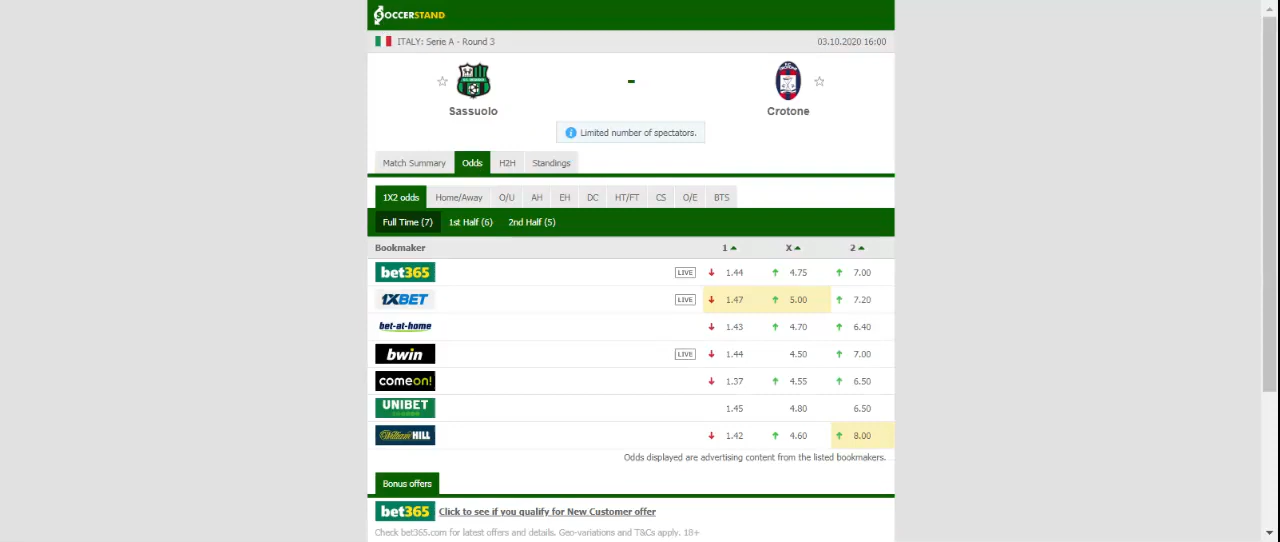 SOCCERSTAND
ITALY: Serie A - Round 3 03.10.2020 16:00
-
Sassuolo Crotone
Limited number of spectators.
Match Summary Odds H2H Standings
1X2 odds Home/Away O/U AH EH DC HT/FT CS O/E BTS
Full Time (7) 1st Half (6) 2nd Half (5)
Bookmaker 1 X 2
bet365 LIVE 1.44 4.75 7.00
1XBET LIVE 1.47 5.00 7.20
bet-at-home 1.43 4.70 6.40
bwin LIVE 1.44 4.50 7.00
comeon! 1.37 4.55 6.50
UNIBET 1.45 4.80 6.50
William HILL 1.42 4.60 8.00
Odds displayed are advertising content from the listed bookmakers.
Bonus offers
bet365 Click to see if you qualify for New Customer offer
Check bet365.com for latest offers and details. Geo-variations and T&Cs apply. 18+